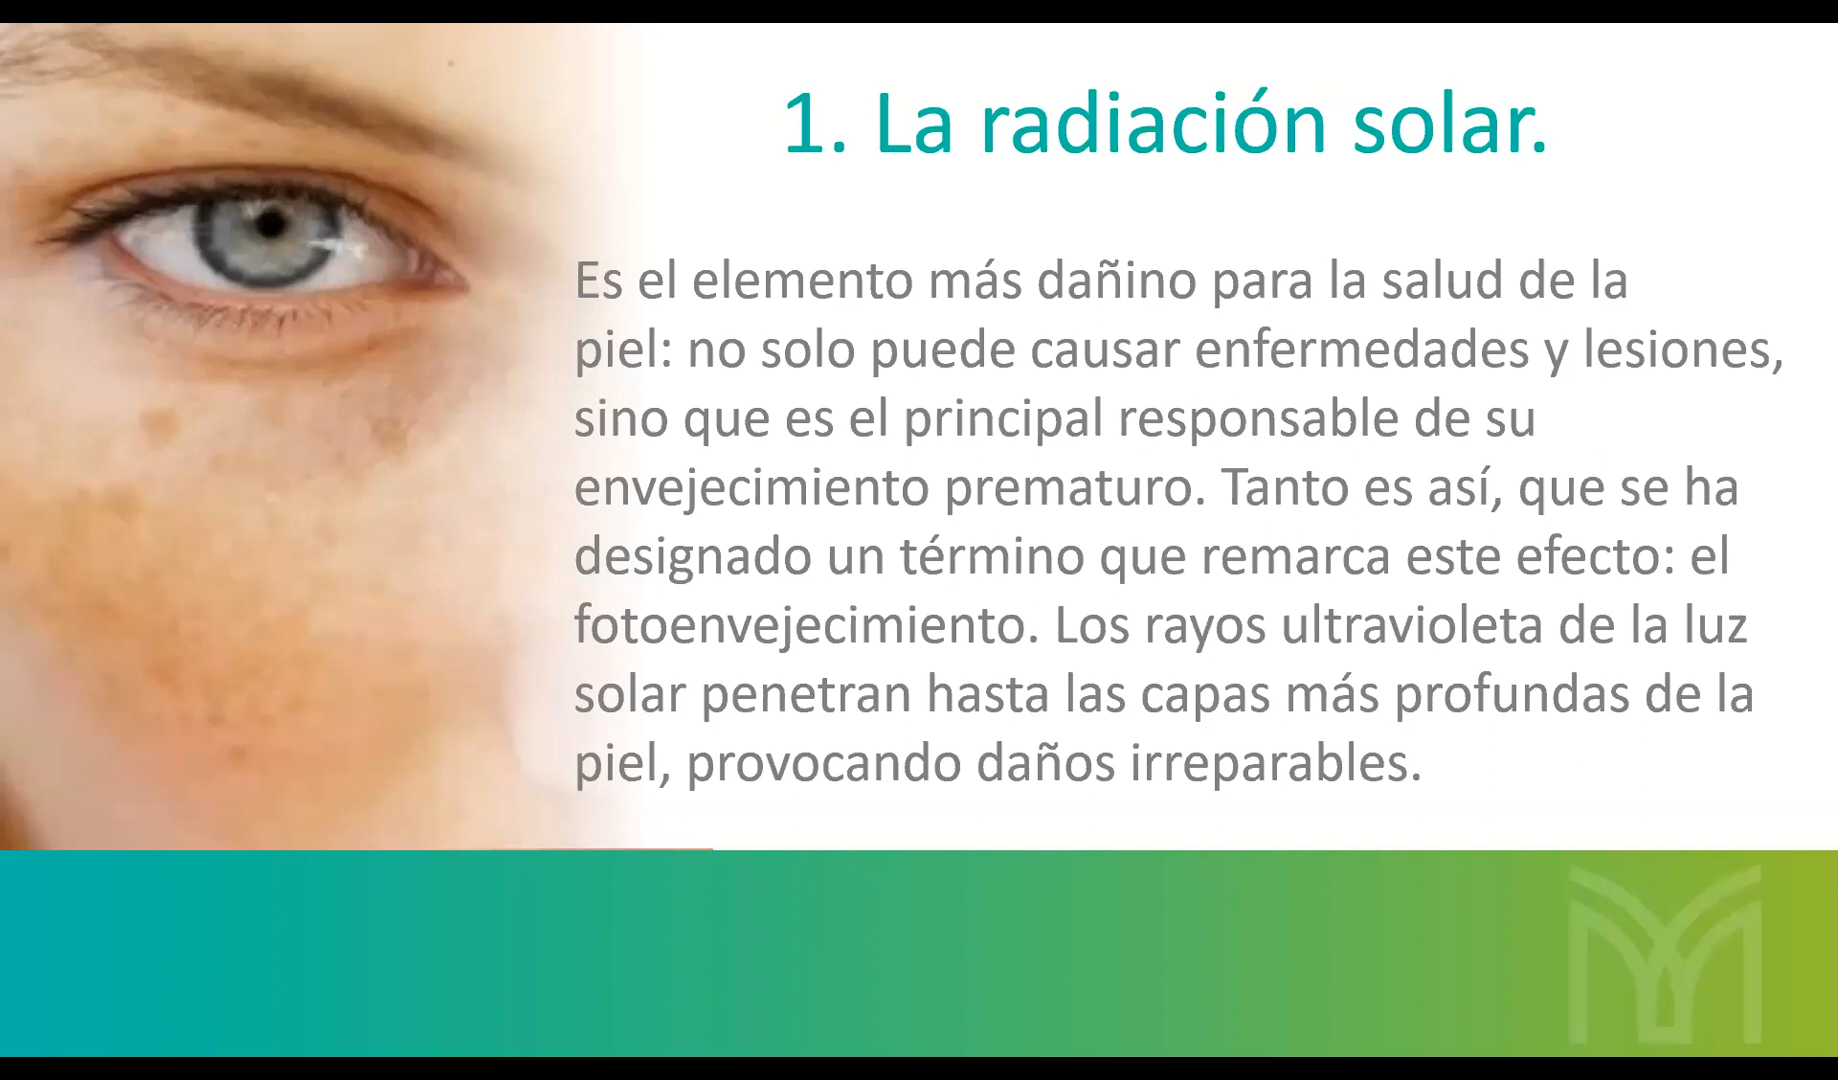 1. La radiación solar.
Es el elemento más dañino para la salud de la
piel: no solo puede causar enfermedades y lesiones,
sino que es el principal responsable de su
envejecimiento prematuro. Tanto es así, que se ha
designado un término que remarca este efecto: el
fotoenvejecimiento. Los rayos ultravioleta de la luz
solar penetran hasta las capas más profundas de la
piel, provocando daños irreparables.